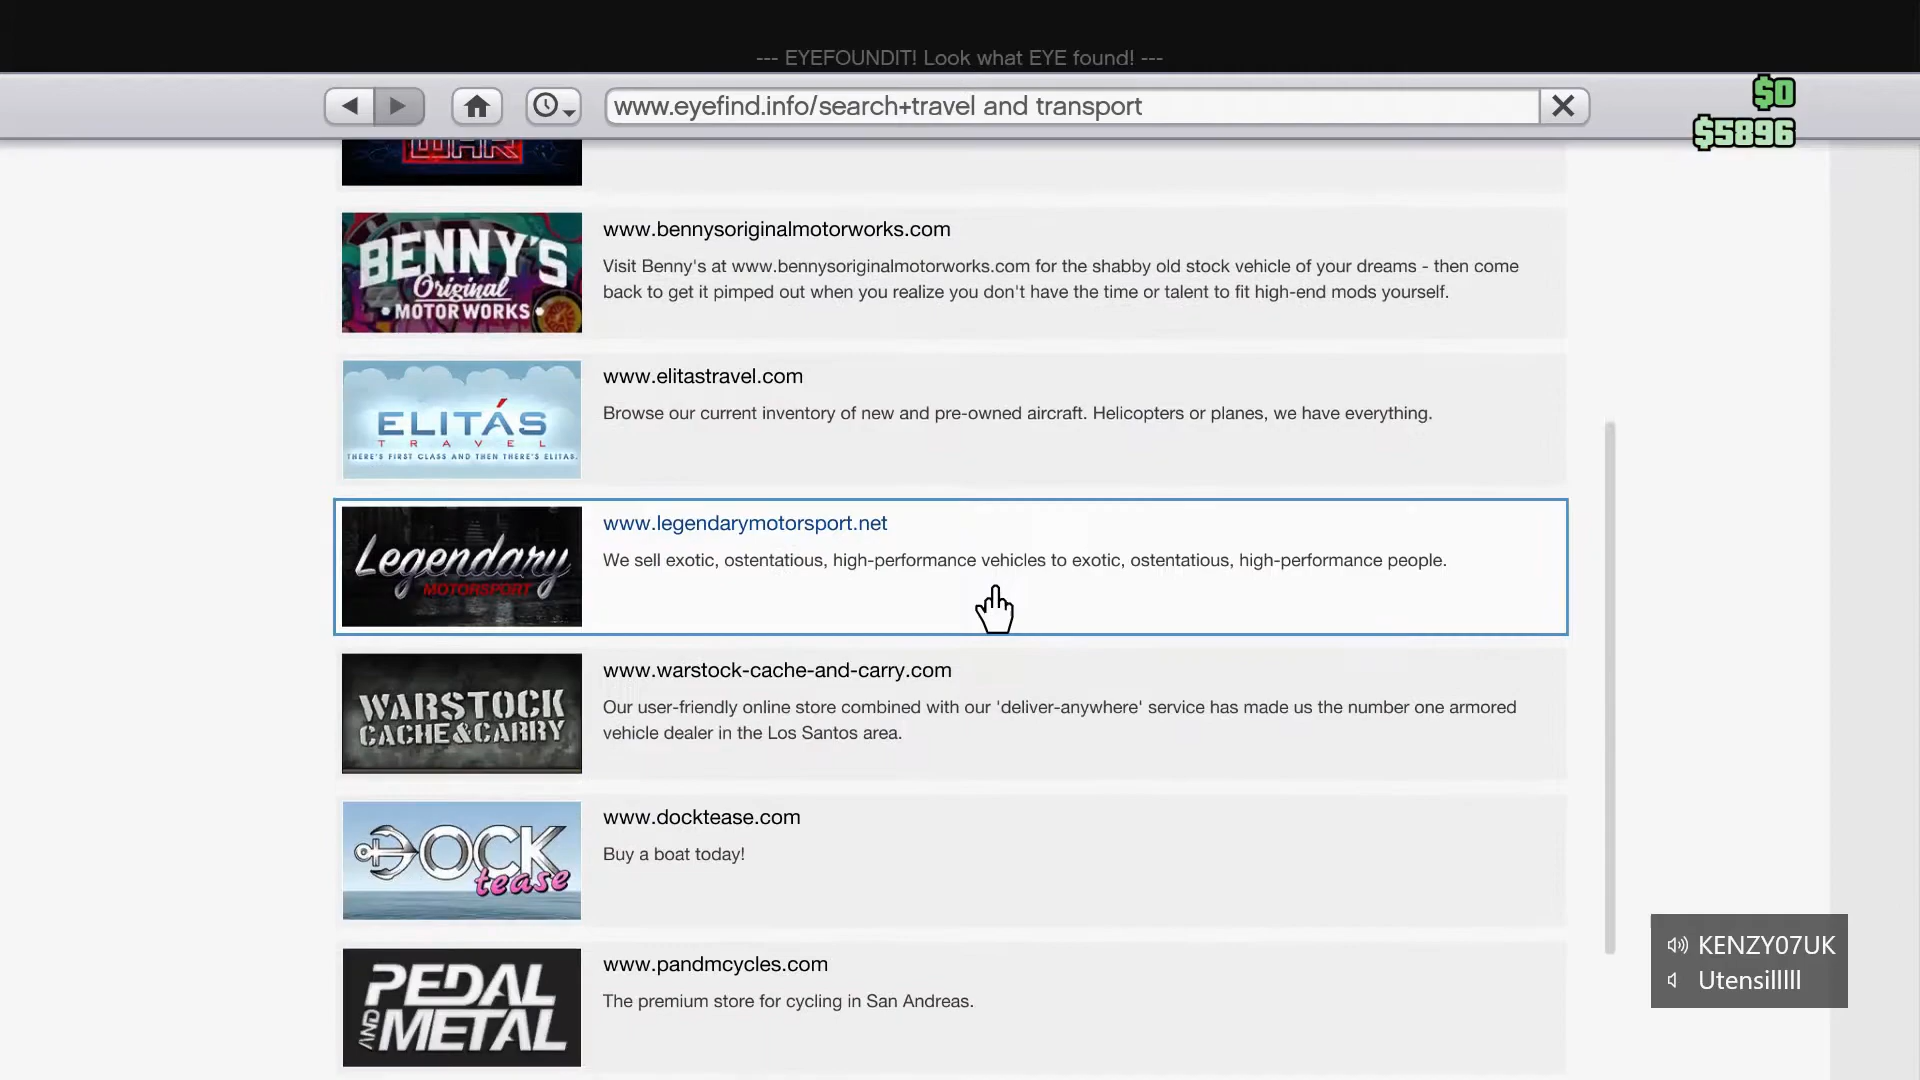 --- EYEFOUNDIT! Look what EYE found! ---
www.eyefind.info/search+travel and transport
$0
$5896
WAR
BENNY'S
Original
MOTORWORKS
www.bennysoriginalmotorworks.com
Visit Benny's at www.bennysoriginalmotorworks.com for the shabby old stock vehicle of your dreams - then come
back to get it pimped out when you realize you don't have the time or talent to fit high-end mods yourself.
ELITÁS
TRAVEL
THERE'S FIRST CLASS AND THEN THERE'S ELITAS.
www.elitastravel.com
Browse our current inventory of new and pre-owned aircraft. Helicopters or planes, we have everything.
Legendary
MOTORSPORT
www.legendarymotorsport.net
We sell exotic, ostentatious, high-performance vehicles to exotic, ostentatious, high-performance people.
WARSTOCK
CACHE&CARRY
www.warstock-cache-and-carry.com
Our user-friendly online store combined with our 'deliver-anywhere' service has made us the number one armored
vehicle dealer in the Los Santos area.
DOCK
tease
www.docktease.com
Buy a boat today!
PEDAL
AND METAL
www.pandmcycles.com
The premium store for cycling in San Andreas.
KENZY07UK
Utensilllll